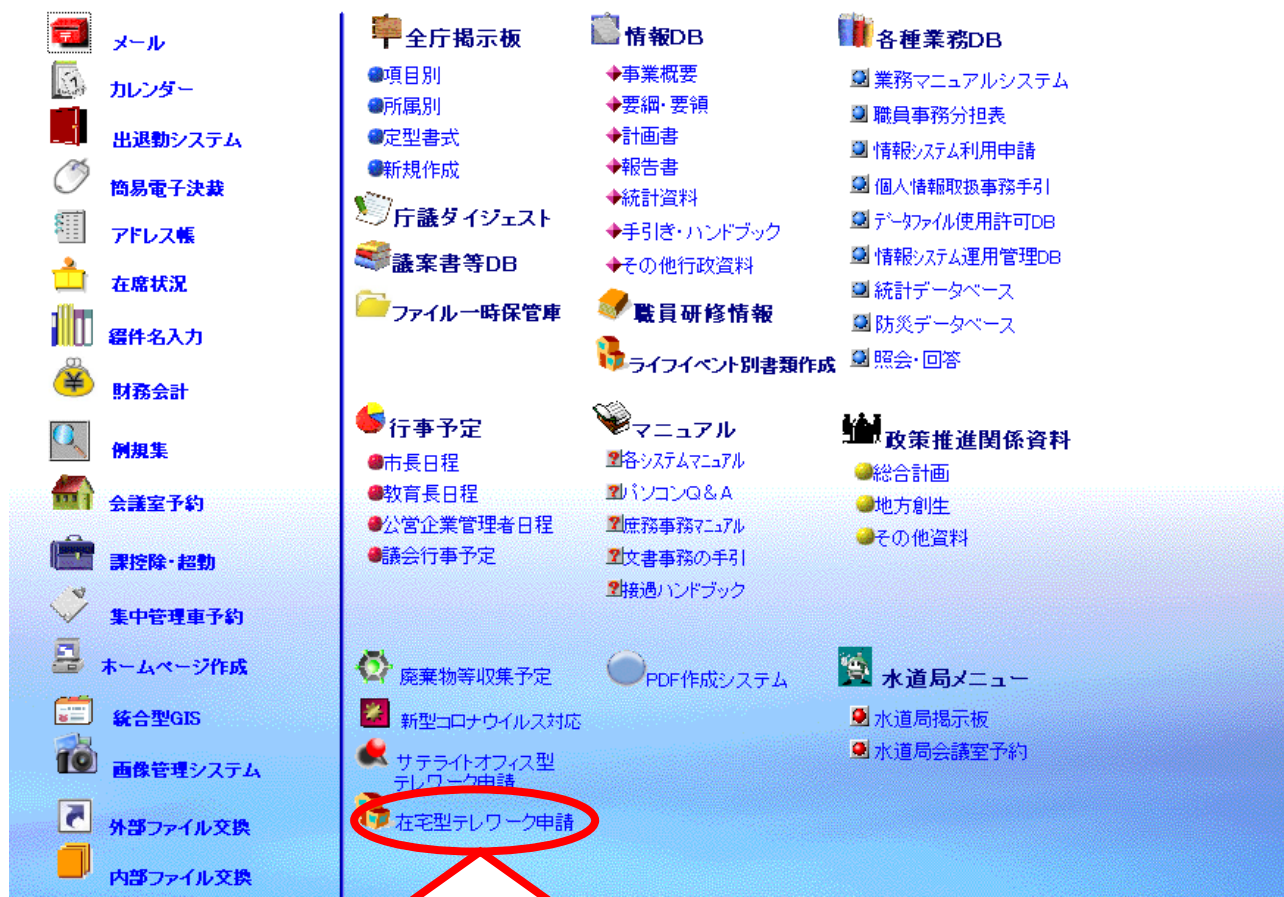 メール
カレンダー
出退勤システム
簡易電子決裁
アドレス帳
在席状況
綴件名入力
財務会計
例規集
会議室予約
課控除・超勤
集中管理車予約
ホームページ作成
統合型GIS
画像管理システム
外部ファイル交換
内部ファイル交換
全庁掲示板
項目別
所属別
定型書式
新規作成
庁議ダイジェスト
議案書等DB
ファイル一時保管庫
情報DB
事業概要
要綱・要領
計画書
報告書
統計資料
手引き・ハンドブック
その他行政資料
職員研修情報
ライフイベント別書類作成
各種業務DB
業務マニュアルシステム
職員事務分担表
情報システム利用申請
個人情報取扱事務手引
データファイル使用許可DB
情報システム運用管理DB
統計データベース
防災データベース
照会・回答
行事予定
市長日程
教育長日程
公営企業管理者日程
議会行事予定
マニュアル
各システムマニュアル
パソコンQ&A
庶務事務マニュアル
文書事務の手引
接遇ハンドブック
政策推進関係資料
総合計画
地方創生
その他資料
廃棄物等収集予定
新型コロナウイルス対応
サテライトオフィス型
テレワーク申請
在宅型テレワーク申請
PDF作成システム
水道局メニュー
水道局掲示板
水道局会議室予約